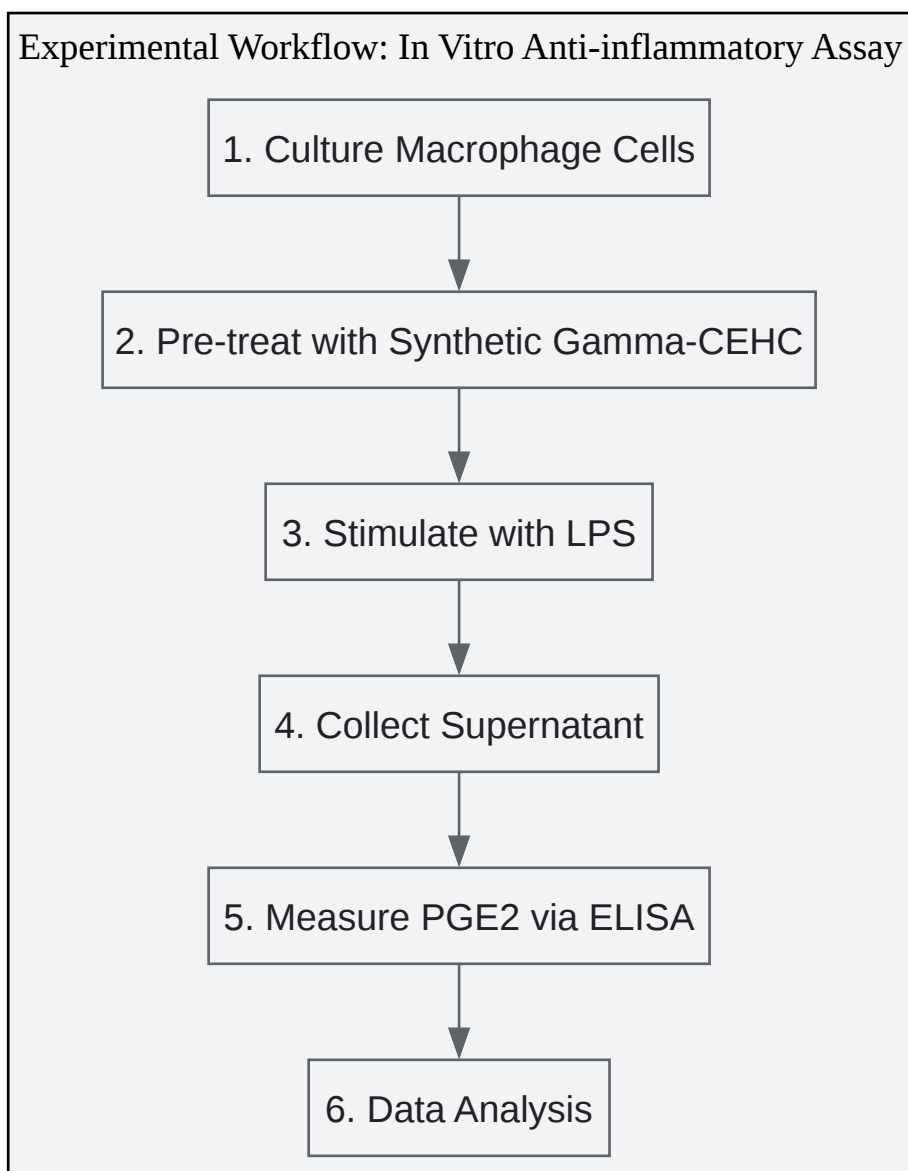 Experimental Workflow: In Vitro Anti-inflammatory Assay
1. Culture Macrophage Cells
2. Pre-treat with Synthetic Gamma-CEHC
3. Stimulate with LPS
4. Collect Supernatant
5. Measure PGE2 via ELISA
6. Data Analysis